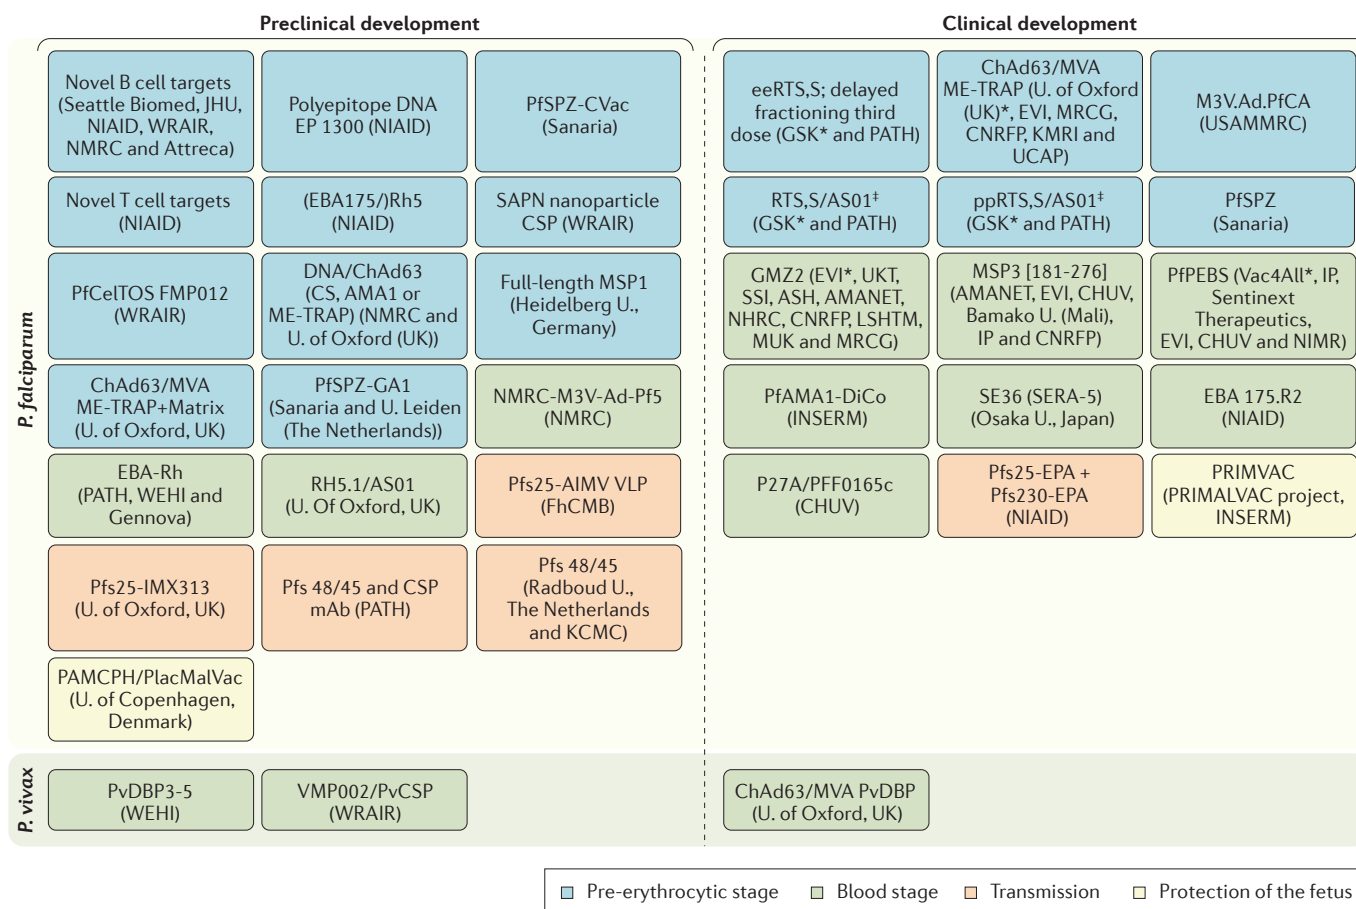 Preclinical development
Clinical development
P. falciparum
Novel B cell targets
(Seattle Biomed, JHU,
NIAID, WRAIR,
NMRC and Attreca)
Polyepitope DNA
EP 1300 (NIAID)
PfSPZ-CVac
(Sanaria)
eeRTS,S; delayed
fractioning third
dose (GSK* and PATH)
ChAd63/MVA
ME-TRAP (U. of Oxford
(UK)*, EVI, MRCG,
CNRFP, KMRI and
UCAP)
M3V.Ad.PfCA
(USAMMRC)
Novel T cell targets
(NIAID)
(EBA175/)Rh5
(NIAID)
SAPN nanoparticle
CSP (WRAIR)
RTS,S/AS01‡
(GSK* and PATH)
ppRTS,S/AS01‡
(GSK* and PATH)
PfSPZ
(Sanaria)
PfCelTOS FMP012
(WRAIR)
DNA/ChAd63
(CS, AMA1 or
ME-TRAP) (NMRC and
U. of Oxford (UK))
Full-length MSP1
(Heidelberg U.,
Germany)
GMZ2 (EVI*, UKT,
SSI, ASH, AMANET,
NHRC, CNRFP, LSHTM,
MUK and MRCG)
MSP3 [181-276]
(AMANET, EVI, CHUV,
Bamako U. (Mali),
IP and CNRFP)
PfPEBS (Vac4All*, IP,
Sentinext
Therapeutics,
EVI, CHUV and NIMR)
ChAd63/MVA
ME-TRAP+Matrix
(U. of Oxford, UK)
PfSPZ-GA1
(Sanaria and U. Leiden
(The Netherlands))
NMRC-M3V-Ad-Pf5
(NMRC)
PfAMA1-DiCo
(INSERM)
SE36 (SERA-5)
(Osaka U., Japan)
EBA 175.R2
(NIAID)
EBA-Rh
(PATH, WEHI and
Gennova)
RH5.1/AS01
(U. Of Oxford, UK)
Pfs25-AIMV VLP
(FhCMB)
P27A/PFF0165c
(CHUV)
Pfs25-EPA +
Pfs230-EPA
(NIAID)
PRIMVAC
(PRIMALVAC project,
INSERM)
Pfs25-IMX313
(U. of Oxford, UK)
Pfs 48/45 and CSP
mAb (PATH)
Pfs 48/45
(Radboud U.,
The Netherlands
and KCMC)
PAMCPH/PlacMalVac
(U. of Copenhagen,
Denmark)
P. vivax
PvDBP3-5
(WEHI)
VMP002/PvCSP
(WRAIR)
ChAd63/MVA PvDBP
(U. of Oxford, UK)
Pre-erythrocytic stage
Blood stage
Transmission
Protection of the fetus